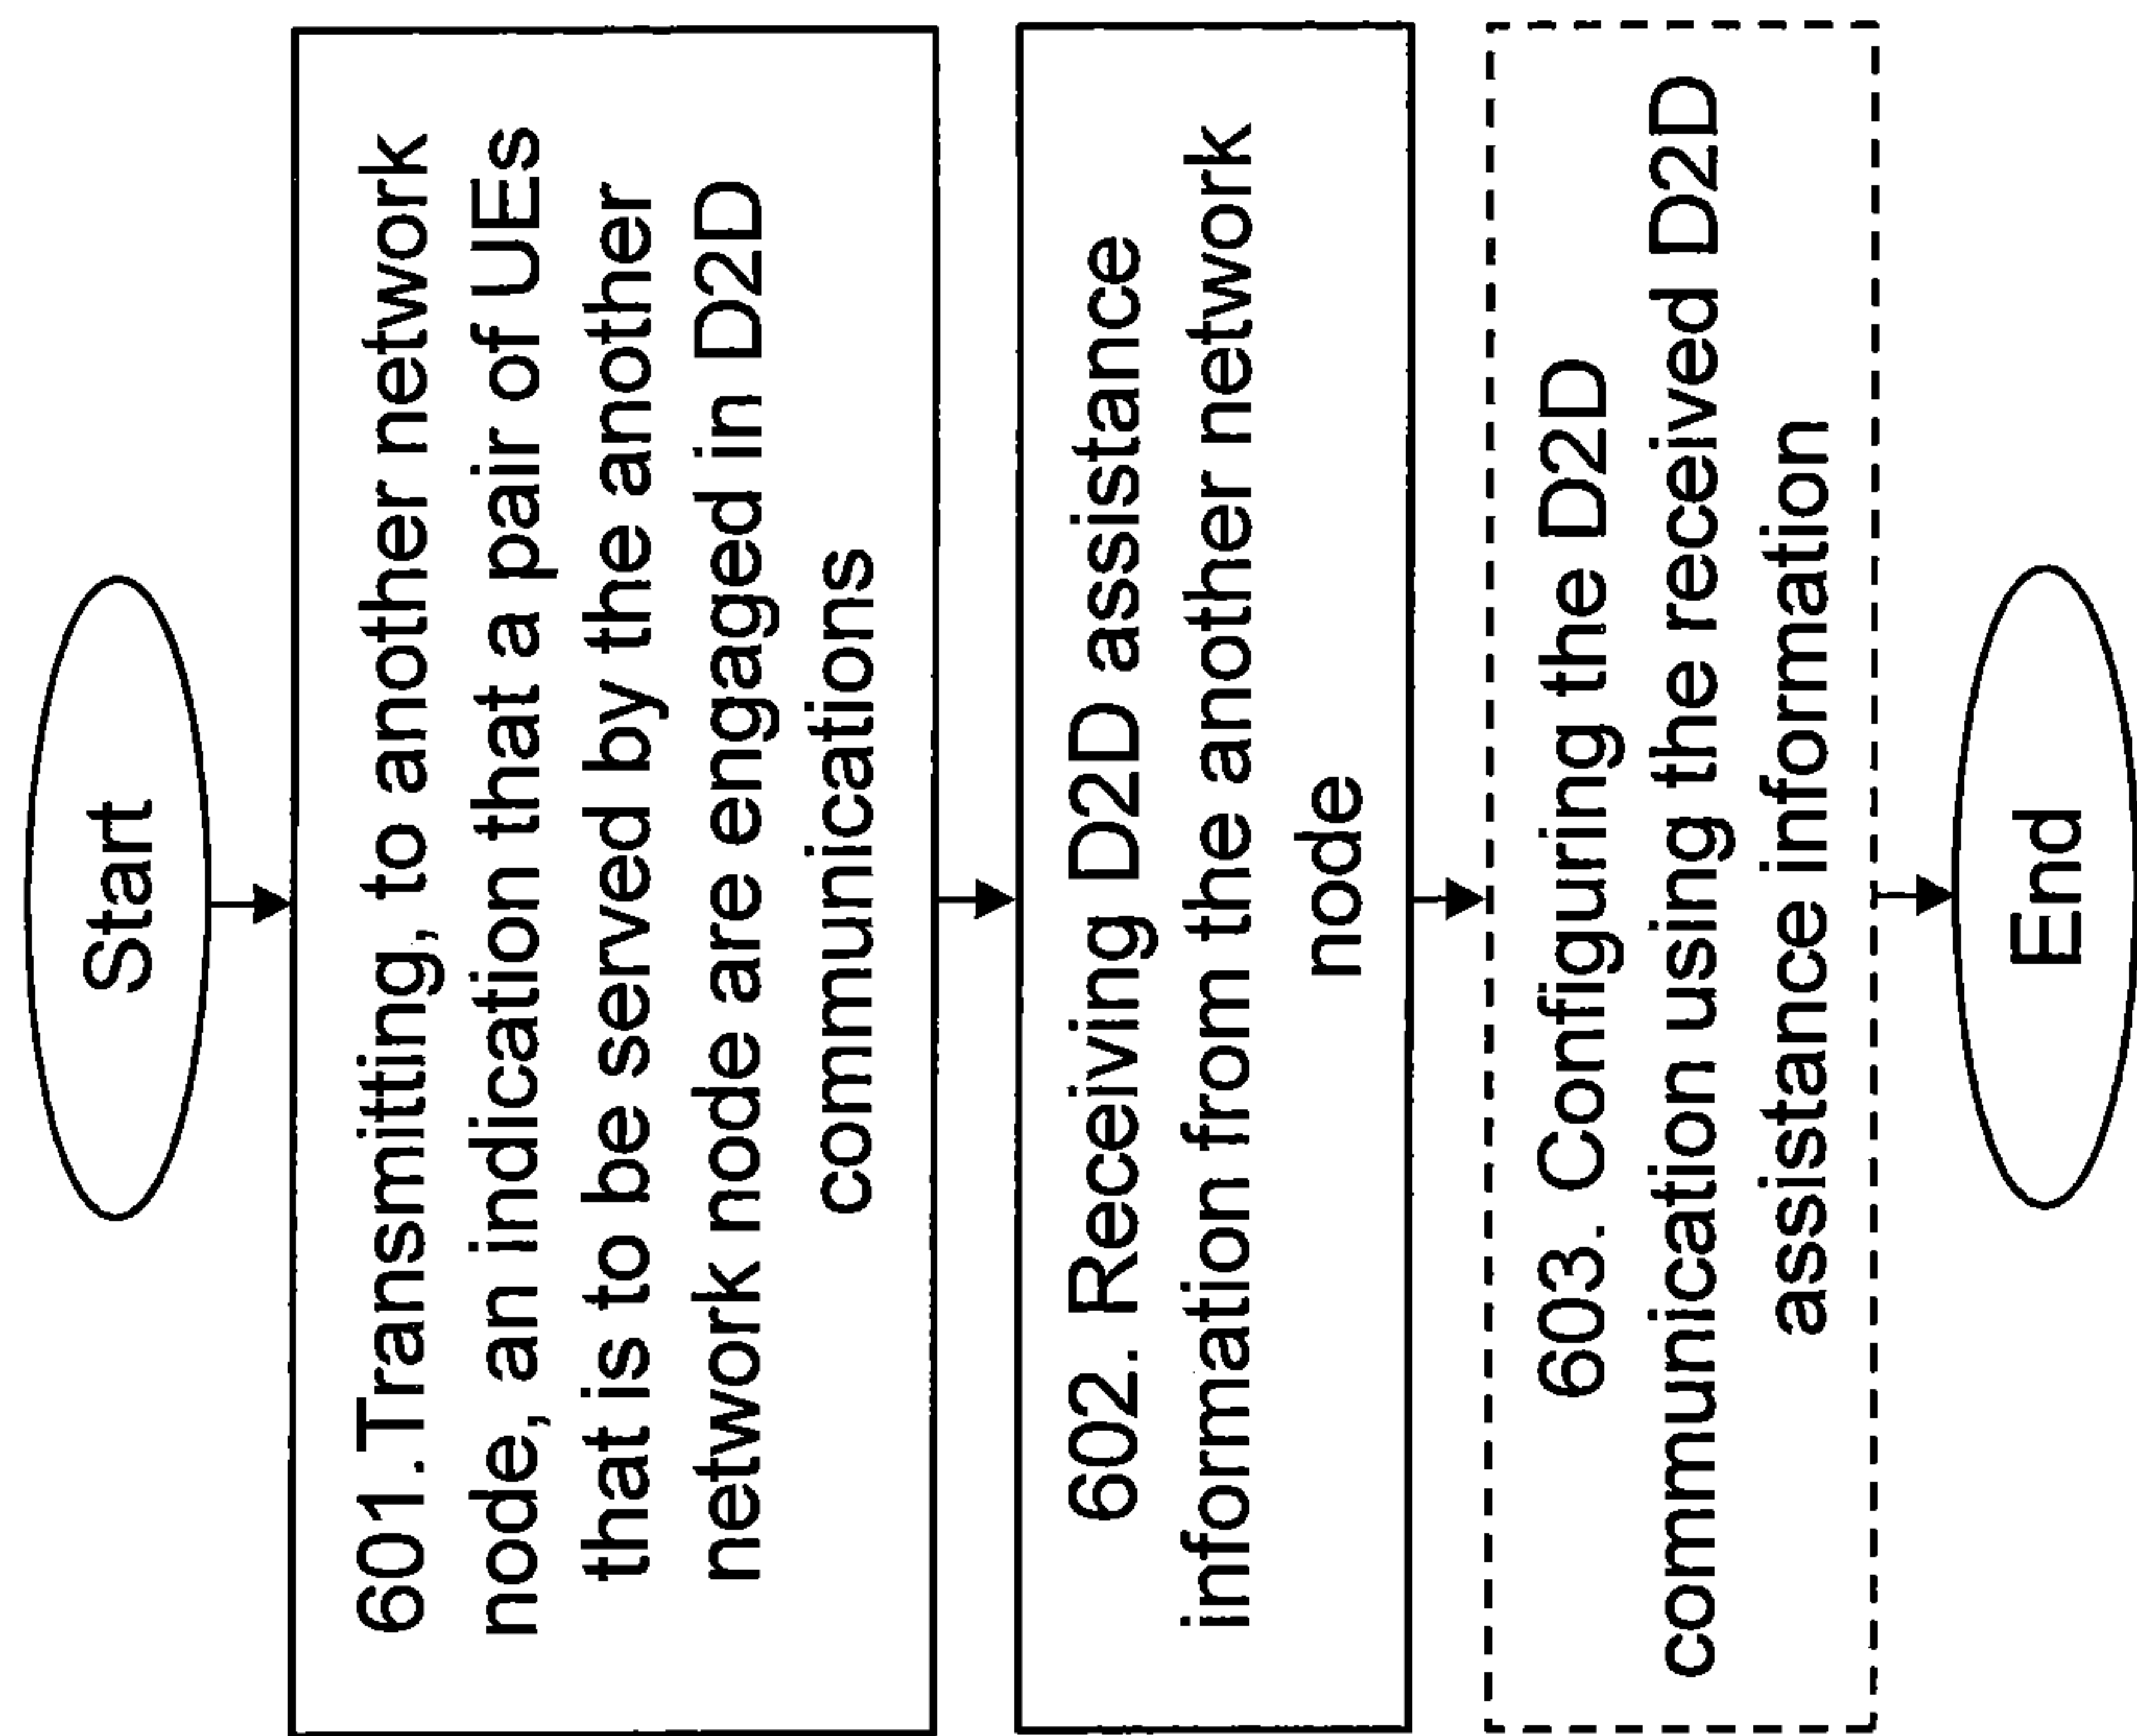 Start
601.Transmitting, to another network
node, an indication that a pair of UEs
that is to be served by the another
network node are engaged in D2D
communications
602. Receiving D2D assistance
information from the another network
node
603. Configuring the D2D
communication using the received D2D
assistance information
End